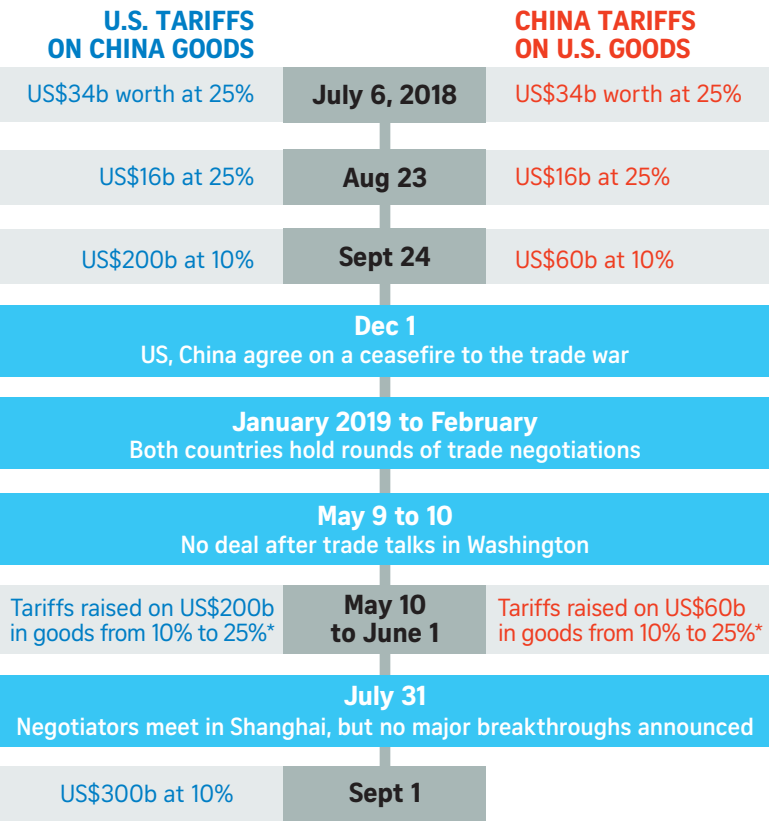 U.S. TARIFFS
ON CHINA GOODS
CHINA TARIFFS
ON U.S. GOODS
US$34b worth at 25%
July 6, 2018
US$34b worth at 25%
US$16b at 25%
Aug 23
US$16b at 25%
US$200b at 10%
Sept 24
US$60b at 10%
Dec 1
US, China agree on a ceasefire to the trade war
January 2019 to February
Both countries hold rounds of trade negotiations
May 9 to 10
No deal after trade talks in Washington
Tariffs raised on US$200b
in goods from 10% to 25%*
May 10
to June 1
Tariffs raised on US$60b
in goods from 10% to 25%*
July 31
Negotiators meet in Shanghai, but no major breakthroughs announced
US$300b at 10%
Sept 1